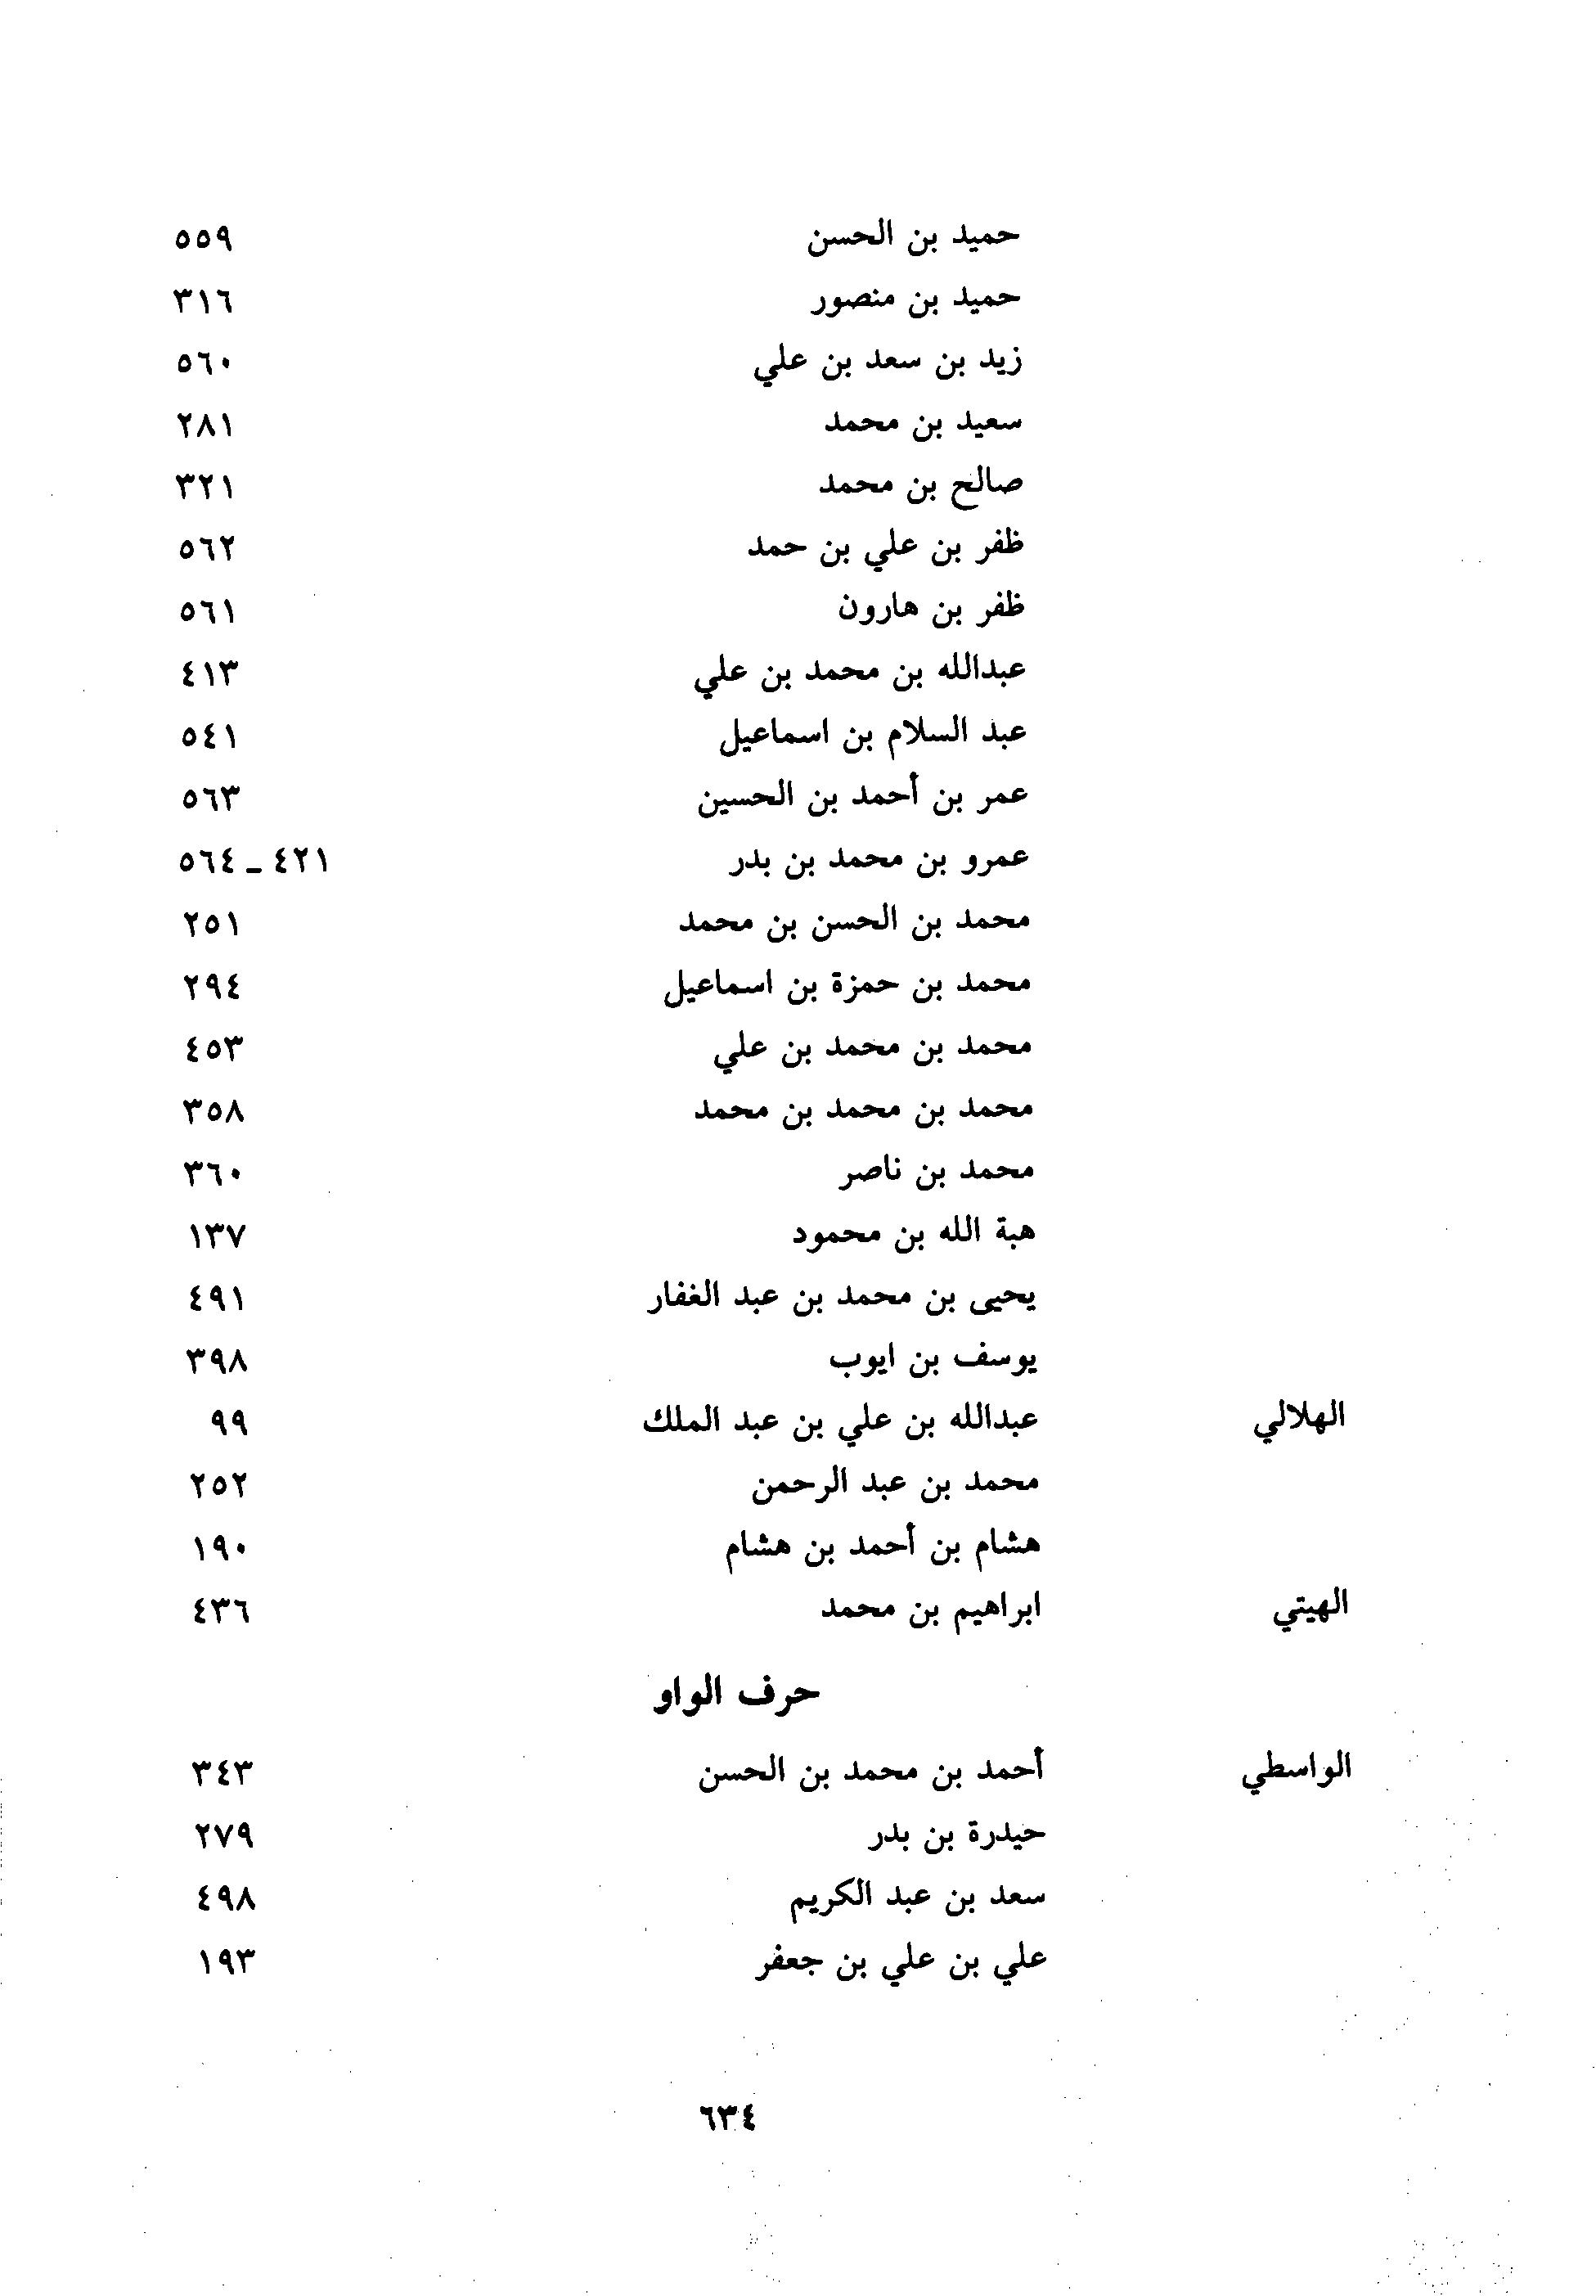 حميد بن الحسن ٥٥٩
حميد بن منصور ٣١٦
زيد بن سعد بن علي ٥٦٠
سعيد بن محمد ٢٨١
صالح بن محمد ٣٢١
ظفر بن علي بن حمد ٥٦٢
ظفر بن هارون ٥٦١
عبدالله بن محمد بن علي ٤١٣
عبد السلام بن اسماعيل ٥٤١
عمر بن أحمد بن الحسين ٥٦٣
عمرو بن محمد بن بدر ٤٢١ - ٥٦٤
محمد بن الحسن بن محمد ٢٥١
محمد بن حمزة بن اسماعيل ٢٩٤
محمد بن محمد بن علي ٤٥٣
محمد بن محمد بن محمد ٣٥٨
محمد بن ناصر ٣٦٠
هبة الله بن محمود ١٣٧
يحيى بن محمد بن عبد الغفار ٤٩١
يوسف بن ايوب ٣٩٨
الهلالي عبدالله بن علي بن عبد الملك ٩٩
محمد بن عبد الرحمن ٢٥٢
هشام بن أحمد بن هشام ١٩٠
الهيتي ابراهيم بن محمد ٤٣٦
حرف الواو
الواسطي أحمد بن محمد بن الحسن ٣٤٣
حيدرة بن بدر ٢٧٩
سعد بن عبد الكريم ٤٩٨
علي بن علي بن جعفر ١٩٣
٦٣٤